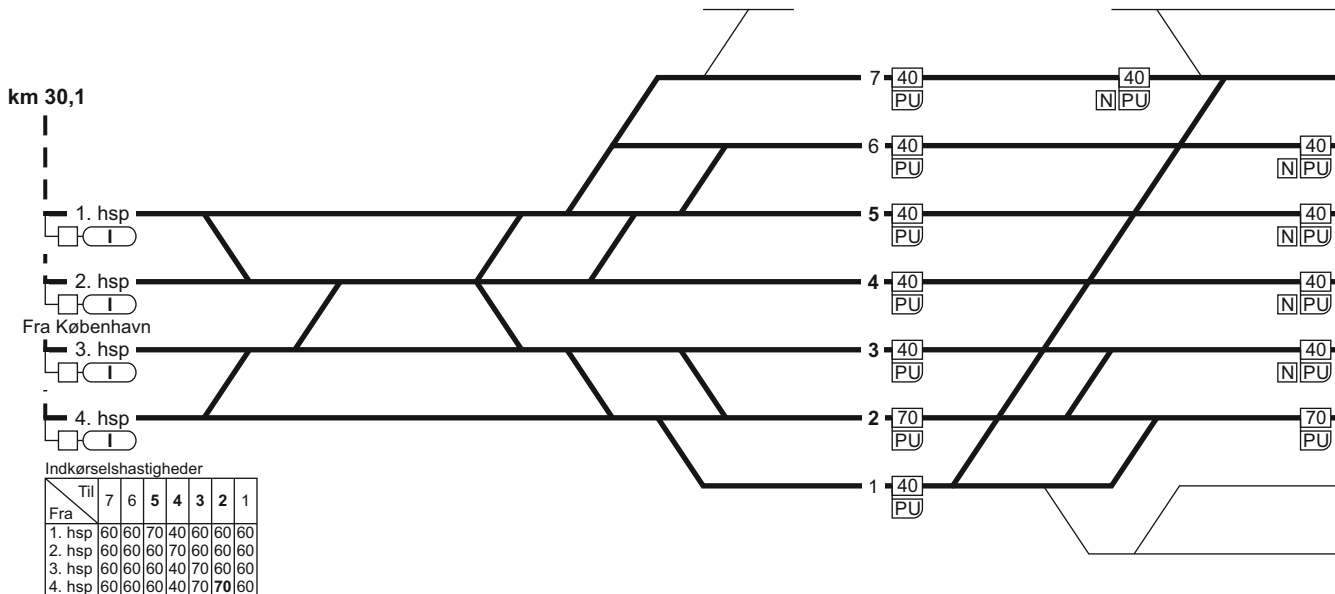 7 40 40
PU N PU
km 30,1
6 40 40
PU N PU
1. hsp 5 40 40
I PU N PU
2. hsp 4 40 40
I PU N PU
Fra København
3. hsp 3 40 40
I PU N PU
4. hsp 2 70 70
I PU PU
Indkørselshastigheder
1 40
PU
Til 7 6 5 4 3 2 1
Fra
1. hsp 60 60 70 40 60 60 60
2. hsp 60 60 60 70 60 60 60
3. hsp 60 60 60 40 70 60 60
4. hsp 60 60 60 40 70 70 60